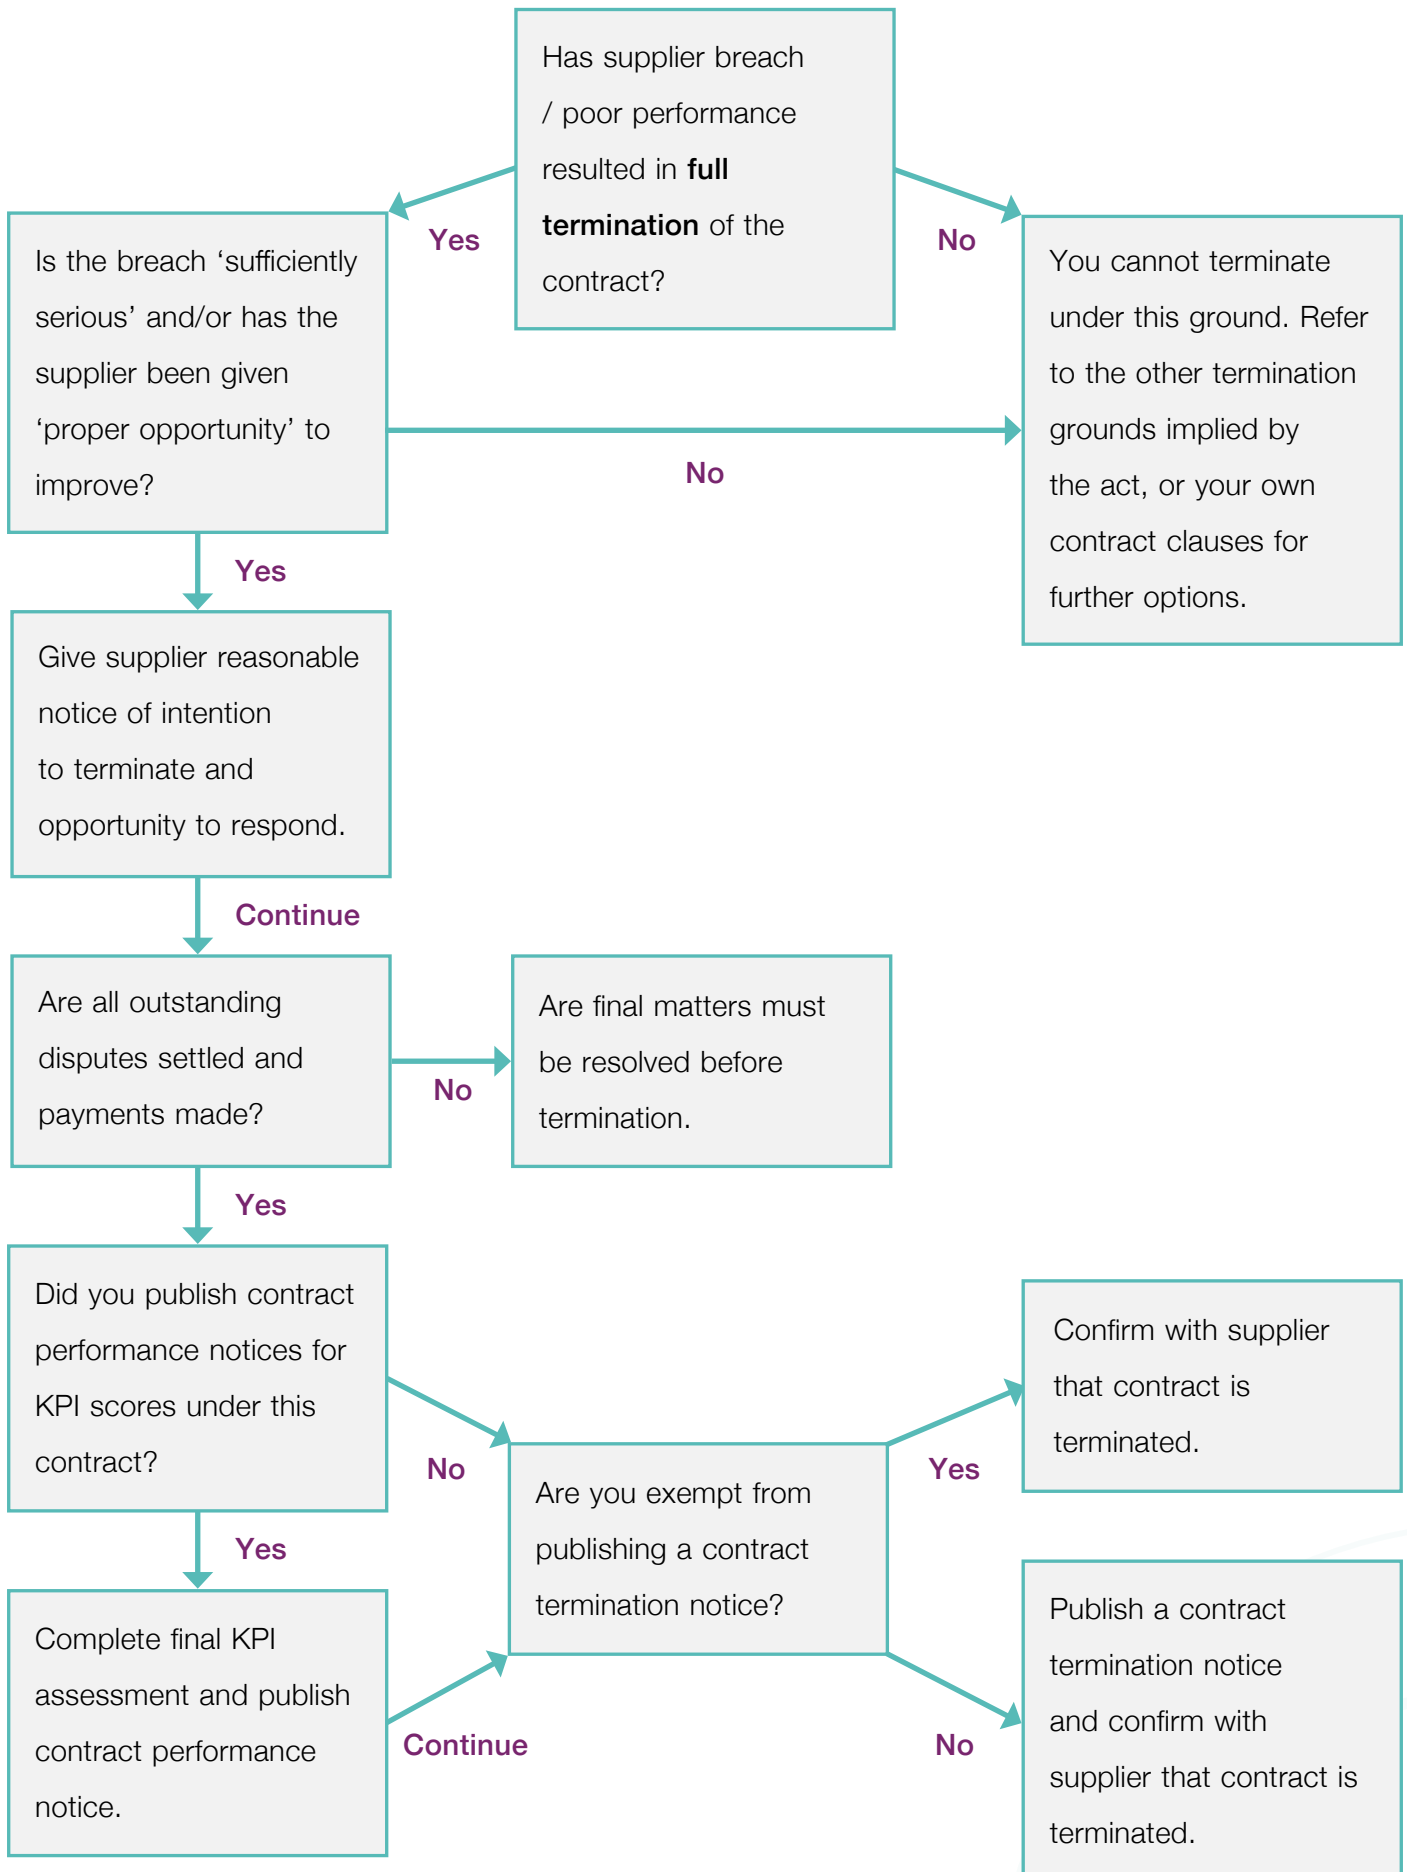 Has supplier breach
/ poor performance
resulted in full
termination of the
contract?
Yes
No
Is the breach ‘sufficiently
serious’ and/or has the
supplier been given
‘proper opportunity’ to
improve?
No
You cannot terminate
under this ground. Refer
to the other termination
grounds implied by
the act, or your own
contract clauses for
further options.
Yes
Give supplier reasonable
notice of intention
to terminate and
opportunity to respond.
Continue
Are all outstanding
disputes settled and
payments made?
No
Are final matters must
be resolved before
termination.
Yes
Did you publish contract
performance notices for
KPI scores under this
contract?
No
Yes
Complete final KPI
assessment and publish
contract performance
notice.
Continue
Are you exempt from
publishing a contract
termination notice?
Yes
Confirm with supplier
that contract is
terminated.
No
Publish a contract
termination notice
and confirm with
supplier that contract is
terminated.